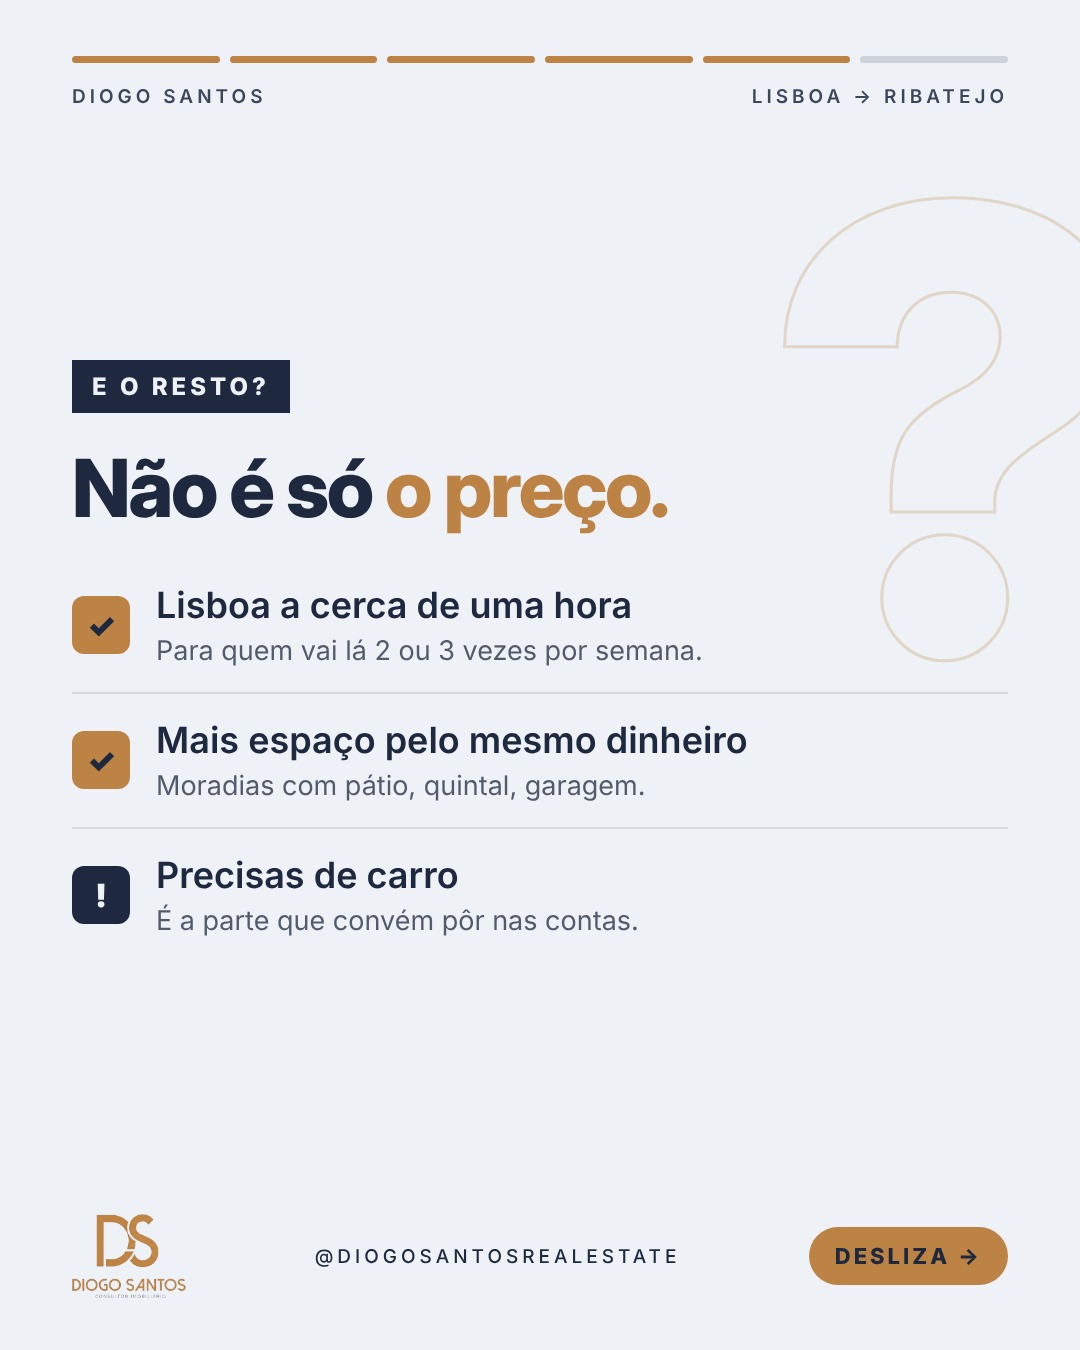 DIOGO SANTOS
LISBOA → RIBATEJO
?
E O RESTO?
Não é só o preço.
✓ Lisboa a cerca de uma hora
Para quem vai lá 2 ou 3 vezes por semana.
✓ Mais espaço pelo mesmo dinheiro
Moradias com pátio, quintal, garagem.
! Precisas de carro
É a parte que convém pôr nas contas.
DS
DIOGO SANTOS
CONSULTOR IMOBILIÁRIO
@DIOGOSANTOSREALESTATE
DESLIZA →